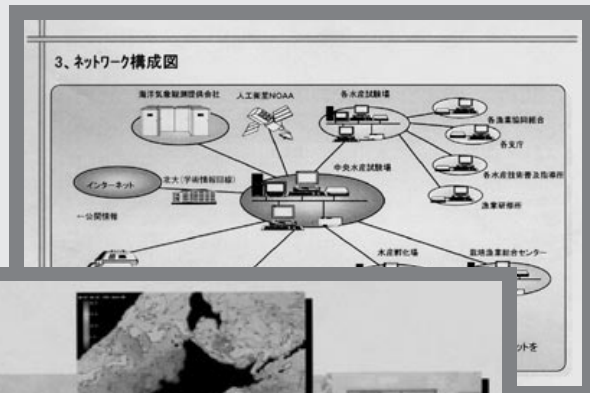 3、ネットワーク構成図
海洋気象観測提供会社
人工衛星NOAA
各水産試験場
各漁業協同組合
各支庁
各水産技術普及指導所
漁業研修所
中央水産試験場
インターネット
北大(学術情報回線)
←公開情報
水産孵化場
栽培漁業総合センター
ットを